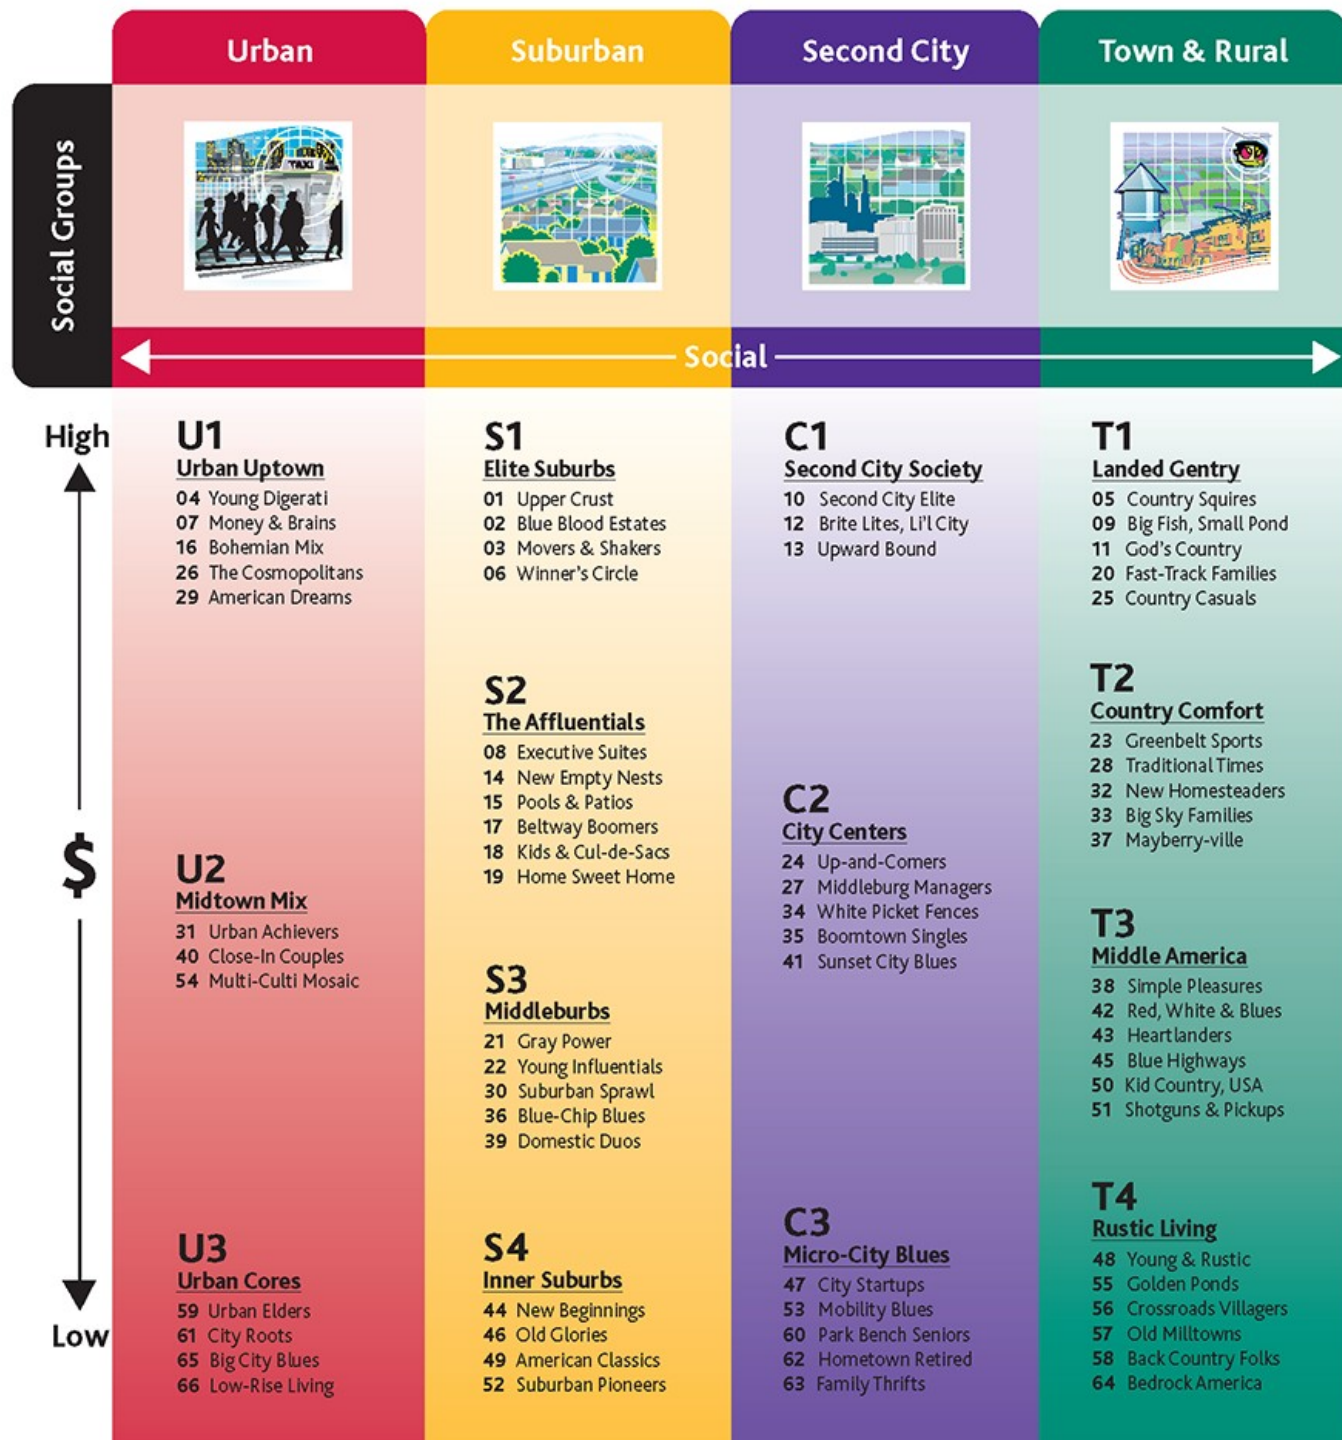 Urban
Suburban
Second City
Town & Rural
Social Groups
TAXI
Social
High
$
Low
U1
Urban Uptown
04 Young Digerati
07 Money & Brains
16 Bohemian Mix
26 The Cosmopolitans
29 American Dreams
U2
Midtown Mix
31 Urban Achievers
40 Close-In Couples
54 Multi-Culti Mosaic
U3
Urban Cores
59 Urban Elders
61 City Roots
65 Big City Blues
66 Low-Rise Living
S1
Elite Suburbs
01 Upper Crust
02 Blue Blood Estates
03 Movers & Shakers
06 Winner's Circle
S2
The Affluentials
08 Executive Suites
14 New Empty Nests
15 Pools & Patios
17 Beltway Boomers
18 Kids & Cul-de-Sacs
19 Home Sweet Home
S3
Middleburbs
21 Gray Power
22 Young Influentials
30 Suburban Sprawl
36 Blue-Chip Blues
39 Domestic Duos
S4
Inner Suburbs
44 New Beginnings
46 Old Glories
49 American Classics
52 Suburban Pioneers
C1
Second City Society
10 Second City Elite
12 Brite Lites, Li'l City
13 Upward Bound
C2
City Centers
24 Up-and-Comers
27 Middleburg Managers
34 White Picket Fences
35 Boomtown Singles
41 Sunset City Blues
C3
Micro-City Blues
47 City Startups
53 Mobility Blues
60 Park Bench Seniors
62 Hometown Retired
63 Family Thrifts
T1
Landed Gentry
05 Country Squires
09 Big Fish, Small Pond
11 God's Country
20 Fast-Track Families
25 Country Casuals
T2
Country Comfort
23 Greenbelt Sports
28 Traditional Times
32 New Homesteaders
33 Big Sky Families
37 Mayberry-ville
T3
Middle America
38 Simple Pleasures
42 Red, White & Blues
43 Heartlanders
45 Blue Highways
50 Kid Country, USA
51 Shotguns & Pickups
T4
Rustic Living
48 Young & Rustic
55 Golden Ponds
56 Crossroads Villagers
57 Old Milltowns
58 Back Country Folks
64 Bedrock America